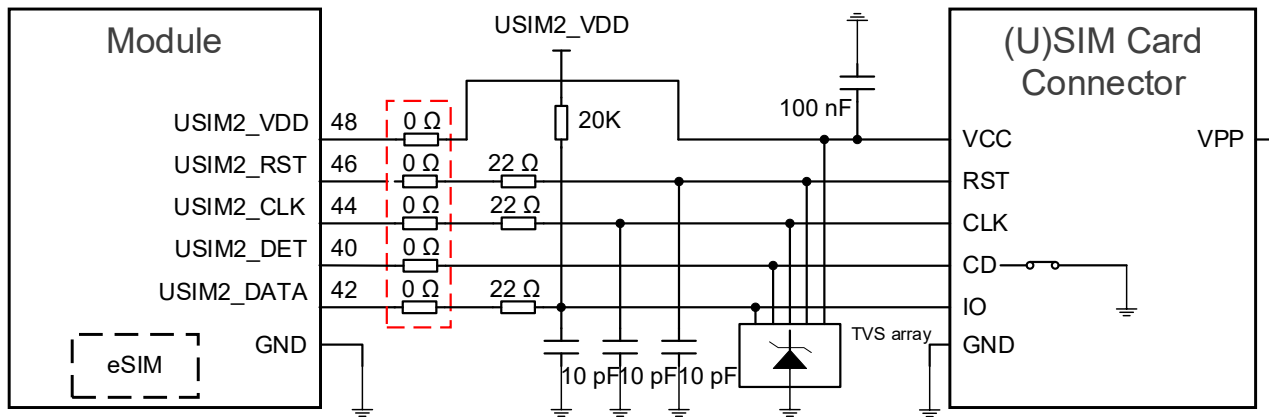 Module
USIM2_VDD
(U)SIM Card
Connector
100 nF
20K
USIM2_VDD 48 0 Ω
VCC
VPP
USIM2_RST 46 0 Ω 22 Ω
RST
USIM2_CLK 44 0 Ω 22 Ω
CLK
USIM2_DET 40 0 Ω
CD
USIM2_DATA 42 0 Ω 22 Ω
IO
GND
eSIM
10 pF
10 pF
10 pF
TVS array
GND